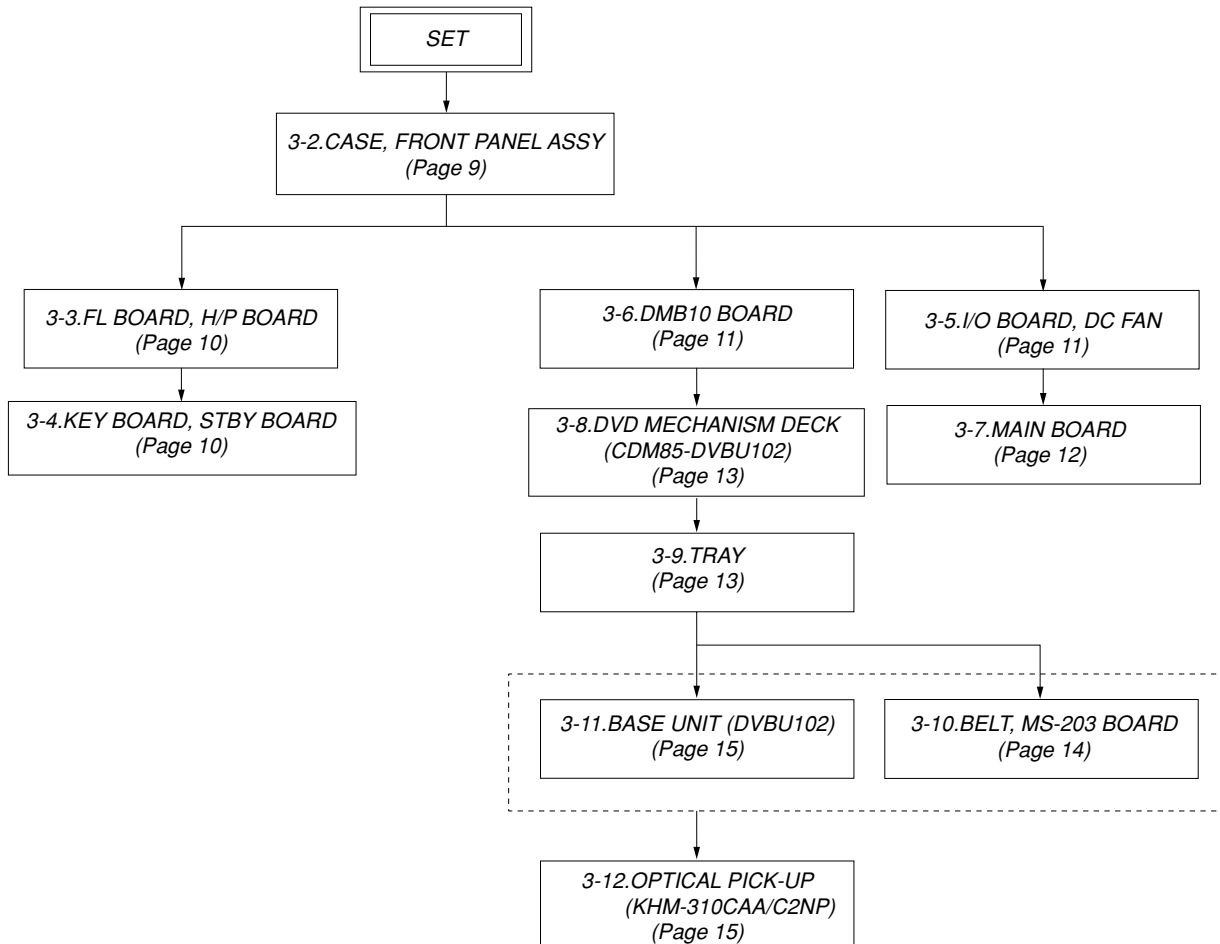 SET
3-2.CASE, FRONT PANEL ASSY
(Page 9)
3-3.FL BOARD, H/P BOARD
(Page 10)
3-6.DMB10 BOARD
(Page 11)
3-5.I/O BOARD, DC FAN
(Page 11)
3-4.KEY BOARD, STBY BOARD
(Page 10)
3-8.DVD MECHANISM DECK
(CDM85-DVBU102)
(Page 13)
3-7.MAIN BOARD
(Page 12)
3-9.TRAY
(Page 13)
3-11.BASE UNIT (DVBU102)
(Page 15)
3-10.BELT, MS-203 BOARD
(Page 14)
3-12.OPTICAL PICK-UP
(KHM-310CAA/C2NP)
(Page 15)